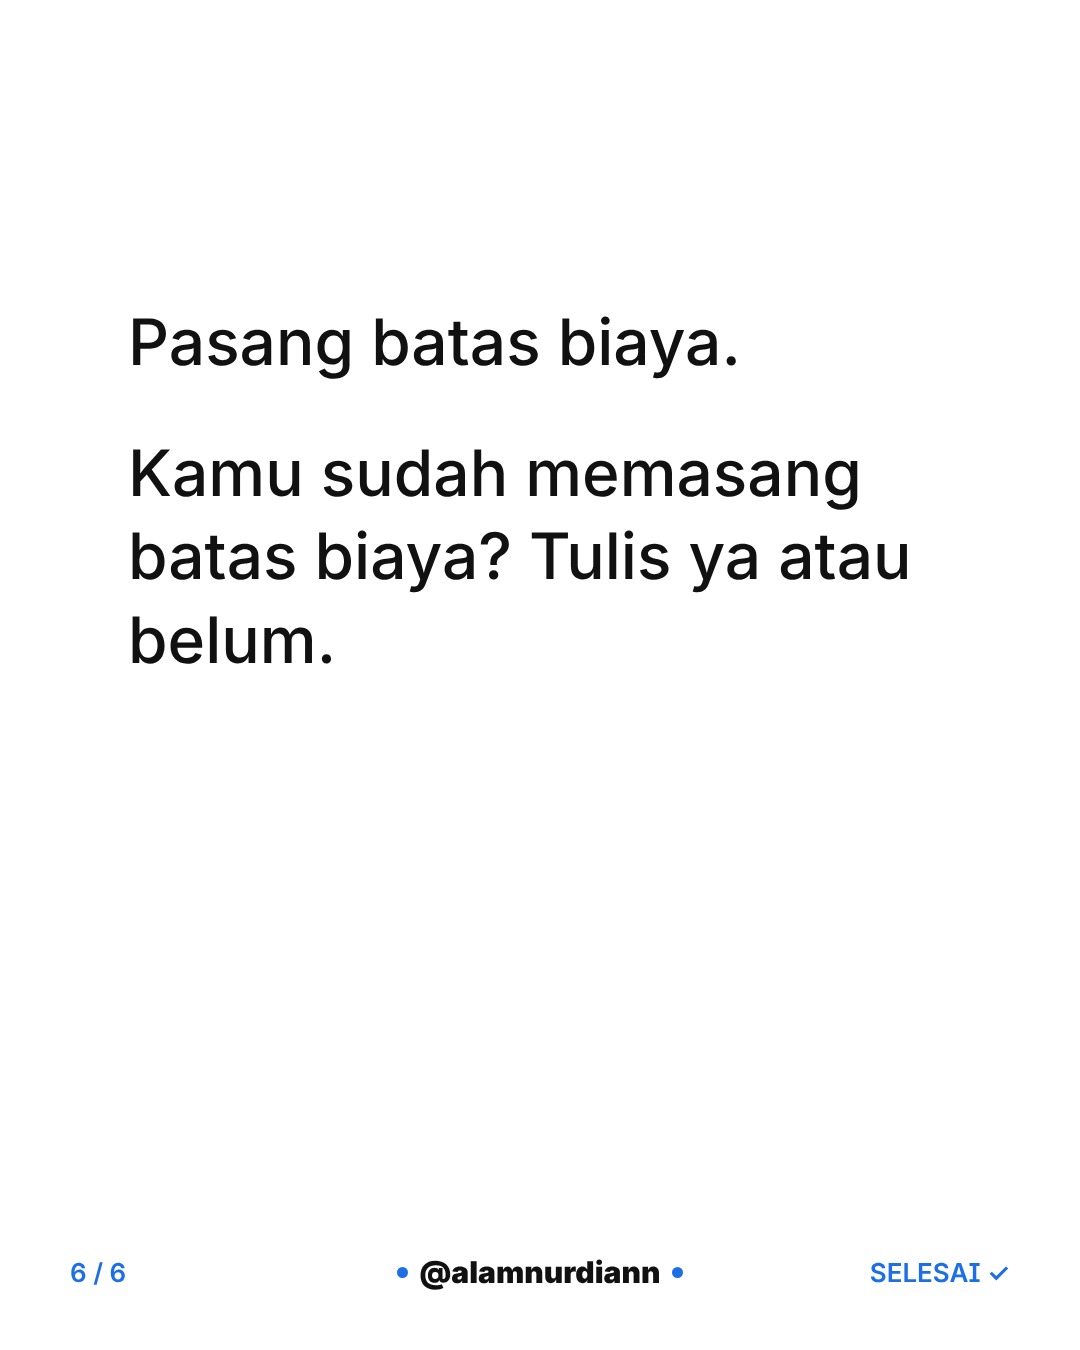 Pasang batas biaya.
Kamu sudah memasang
batas biaya? Tulis ya atau
belum.
6 / 6
• @alamnurdiann •
SELESAI ✓